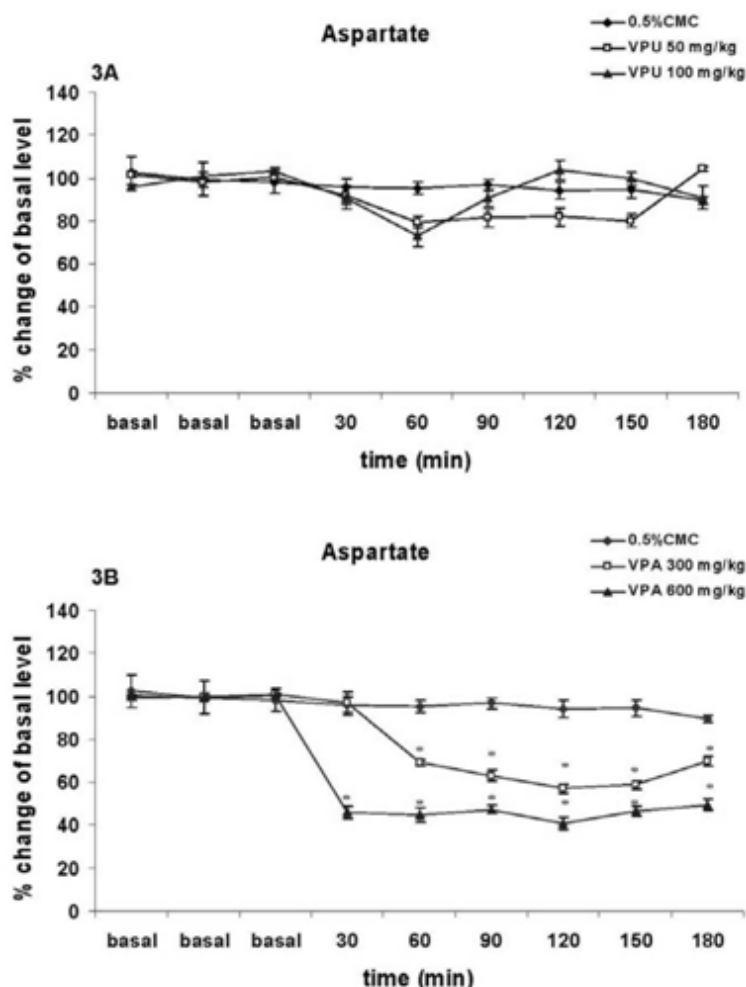 Aspartate
0.5%CMC
VPU 50 mg/kg
VPU 100 mg/kg
3A
% change of basal level
140
120
100
80
60
40
20
0
basal basal basal 30 60 90 120 150 180
time (min)
Aspartate
0.5%CMC
VPA 300 mg/kg
VPA 600 mg/kg
3B
% change of basal level
140
120
100
80
60
40
20
0
basal basal basal 30 60 90 120 150 180
time (min)